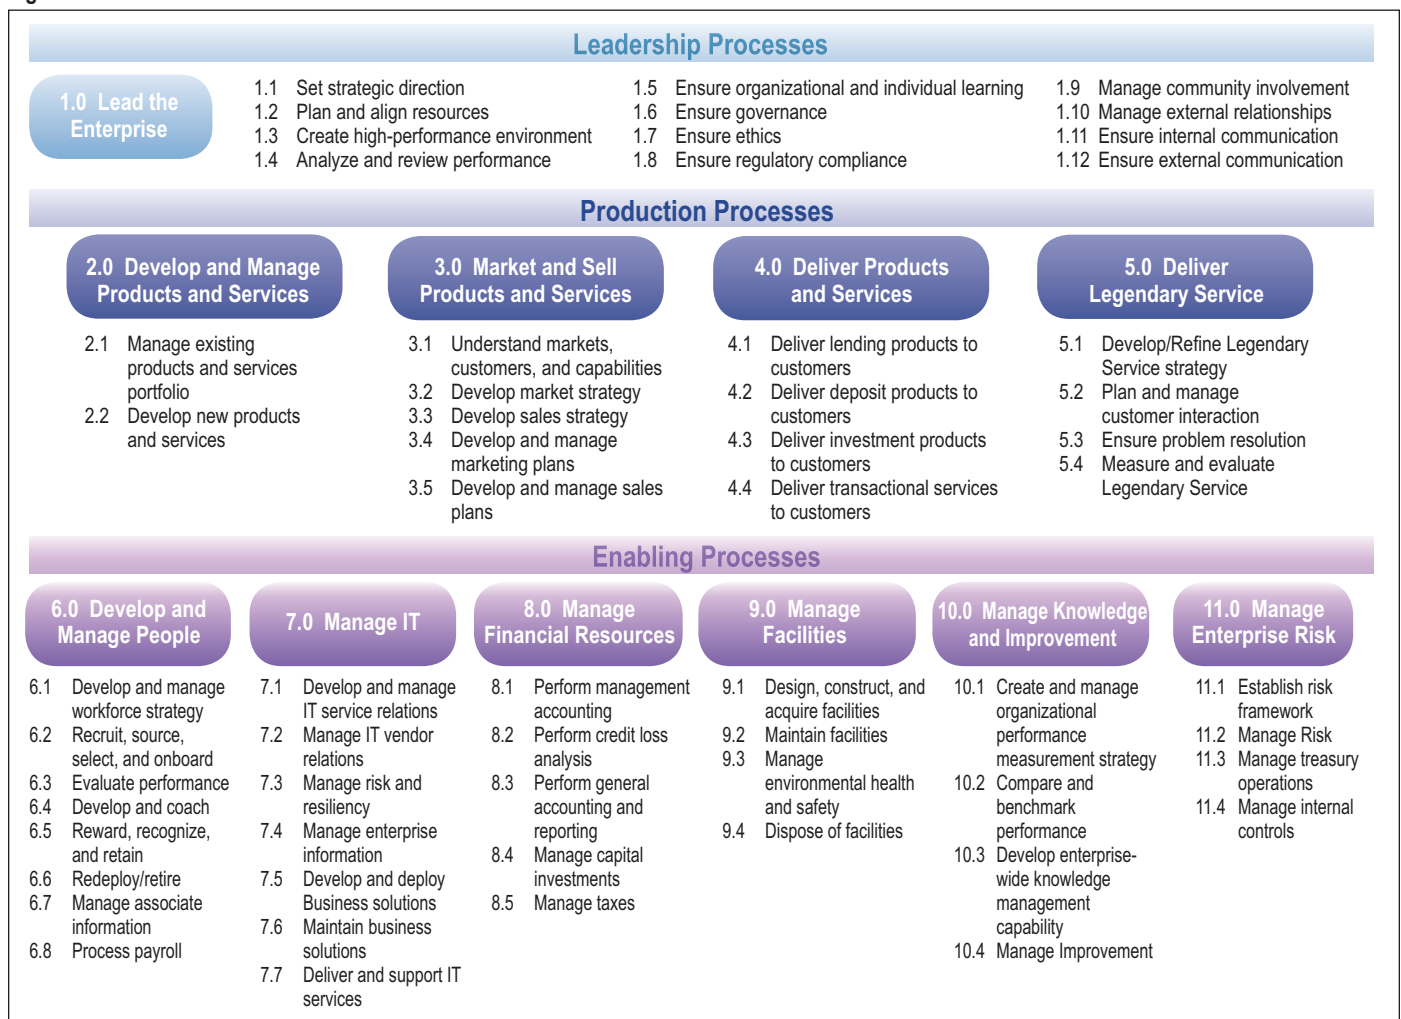 Leadership Processes
1.0 Lead the
Enterprise
1.1 Set strategic direction
1.2 Plan and align resources
1.3 Create high-performance environment
1.4 Analyze and review performance
1.5 Ensure organizational and individual learning
1.6 Ensure governance
1.7 Ensure ethics
1.8 Ensure regulatory compliance
1.9 Manage community involvement
1.10 Manage external relationships
1.11 Ensure internal communication
1.12 Ensure external communication
Production Processes
2.0 Develop and Manage
Products and Services
2.1 Manage existing
products and services
portfolio
2.2 Develop new products
and services
3.0 Market and Sell
Products and Services
3.1 Understand markets,
customers, and capabilities
3.2 Develop market strategy
3.3 Develop sales strategy
3.4 Develop and manage
marketing plans
3.5 Develop and manage sales
plans
4.0 Deliver Products
and Services
4.1 Deliver lending products to
customers
4.2 Deliver deposit products to
customers
4.3 Deliver investment products
to customers
4.4 Deliver transactional services
to customers
5.0 Deliver
Legendary Service
5.1 Develop/Refine Legendary
Service strategy
5.2 Plan and manage
customer interaction
5.3 Ensure problem resolution
5.4 Measure and evaluate
Legendary Service
Enabling Processes
6.0 Develop and
Manage People
6.1 Develop and manage
workforce strategy
6.2 Recruit, source,
select, and onboard
6.3 Evaluate performance
6.4 Develop and coach
6.5 Reward, recognize,
and retain
6.6 Redeploy/retire
6.7 Manage associate
information
6.8 Process payroll
7.0 Manage IT
7.1 Develop and manage
IT service relations
7.2 Manage IT vendor
relations
7.3 Manage risk and
resiliency
7.4 Manage enterprise
information
7.5 Develop and deploy
Business solutions
7.6 Maintain business
solutions
7.7 Deliver and support IT
services
8.0 Manage
Financial Resources
8.1 Perform management
accounting
8.2 Perform credit loss
analysis
8.3 Perform general
accounting and
reporting
8.4 Manage capital
investments
8.5 Manage taxes
9.0 Manage
Facilities
9.1 Design, construct, and
acquire facilities
9.2 Maintain facilities
9.3 Manage
environmental health
and safety
9.4 Dispose of facilities
10.0 Manage Knowledge
and Improvement
10.1 Create and manage
organizational
performance
measurement strategy
10.2 Compare and
benchmark
performance
10.3 Develop enterprise-
wide knowledge
management
capability
10.4 Manage Improvement
11.0 Manage
Enterprise Risk
11.1 Establish risk
framework
11.2 Manage Risk
11.3 Manage treasury
operations
11.4 Manage internal
controls